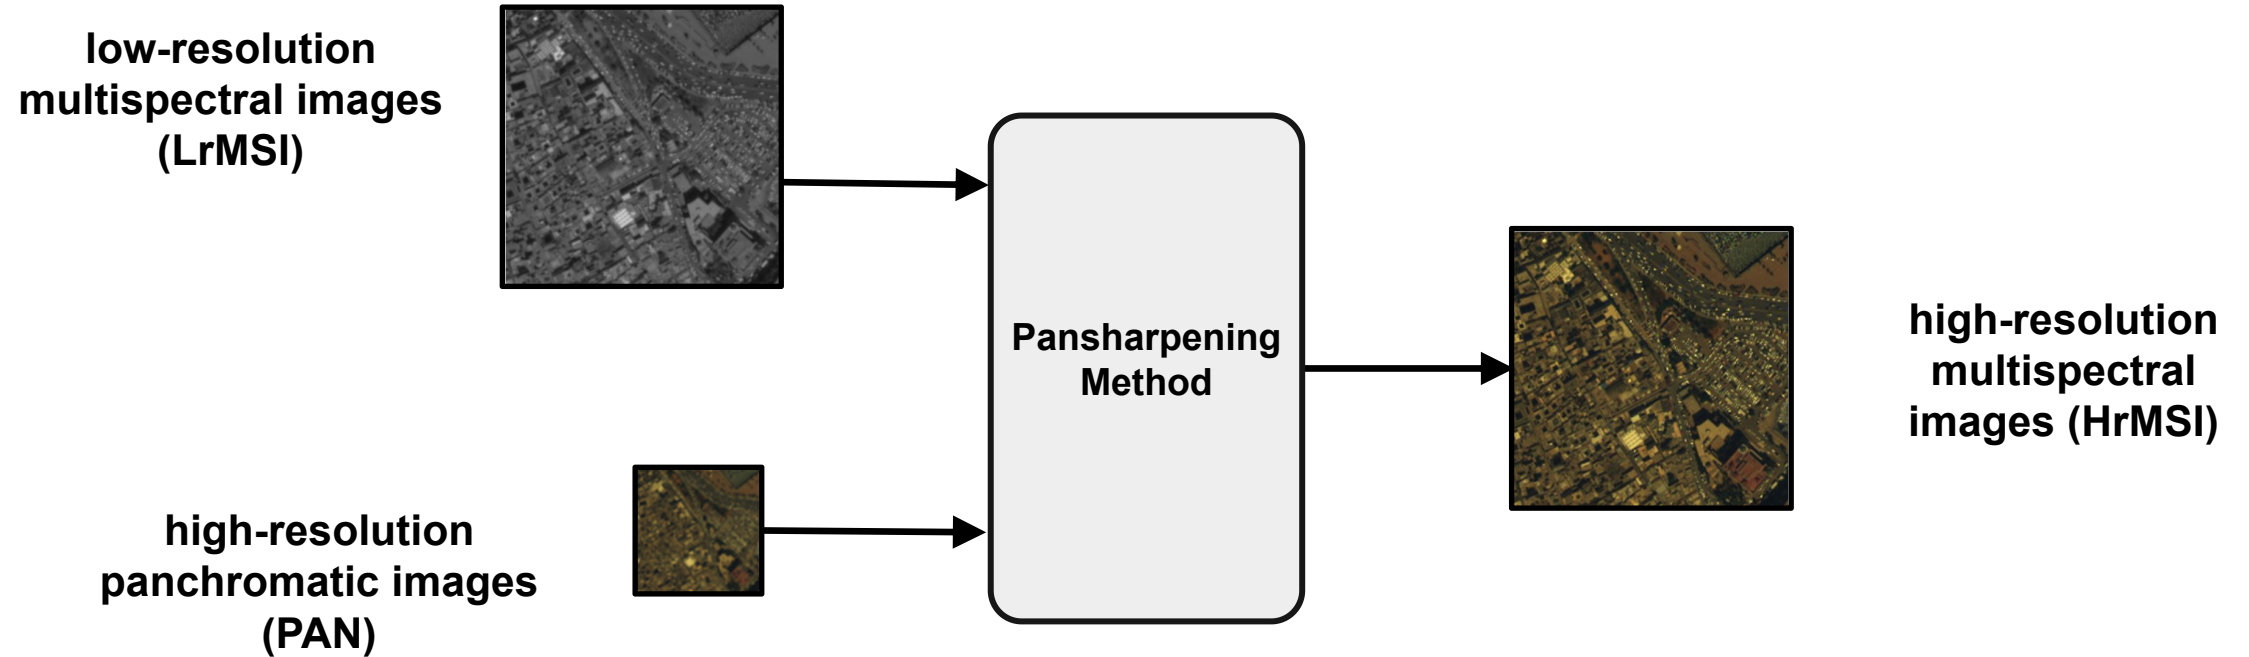 low-resolution
multispectral images
(LrMSI)
high-resolution
panchromatic images
(PAN)
Pansharpening
Method
high-resolution
multispectral
images (HrMSI)